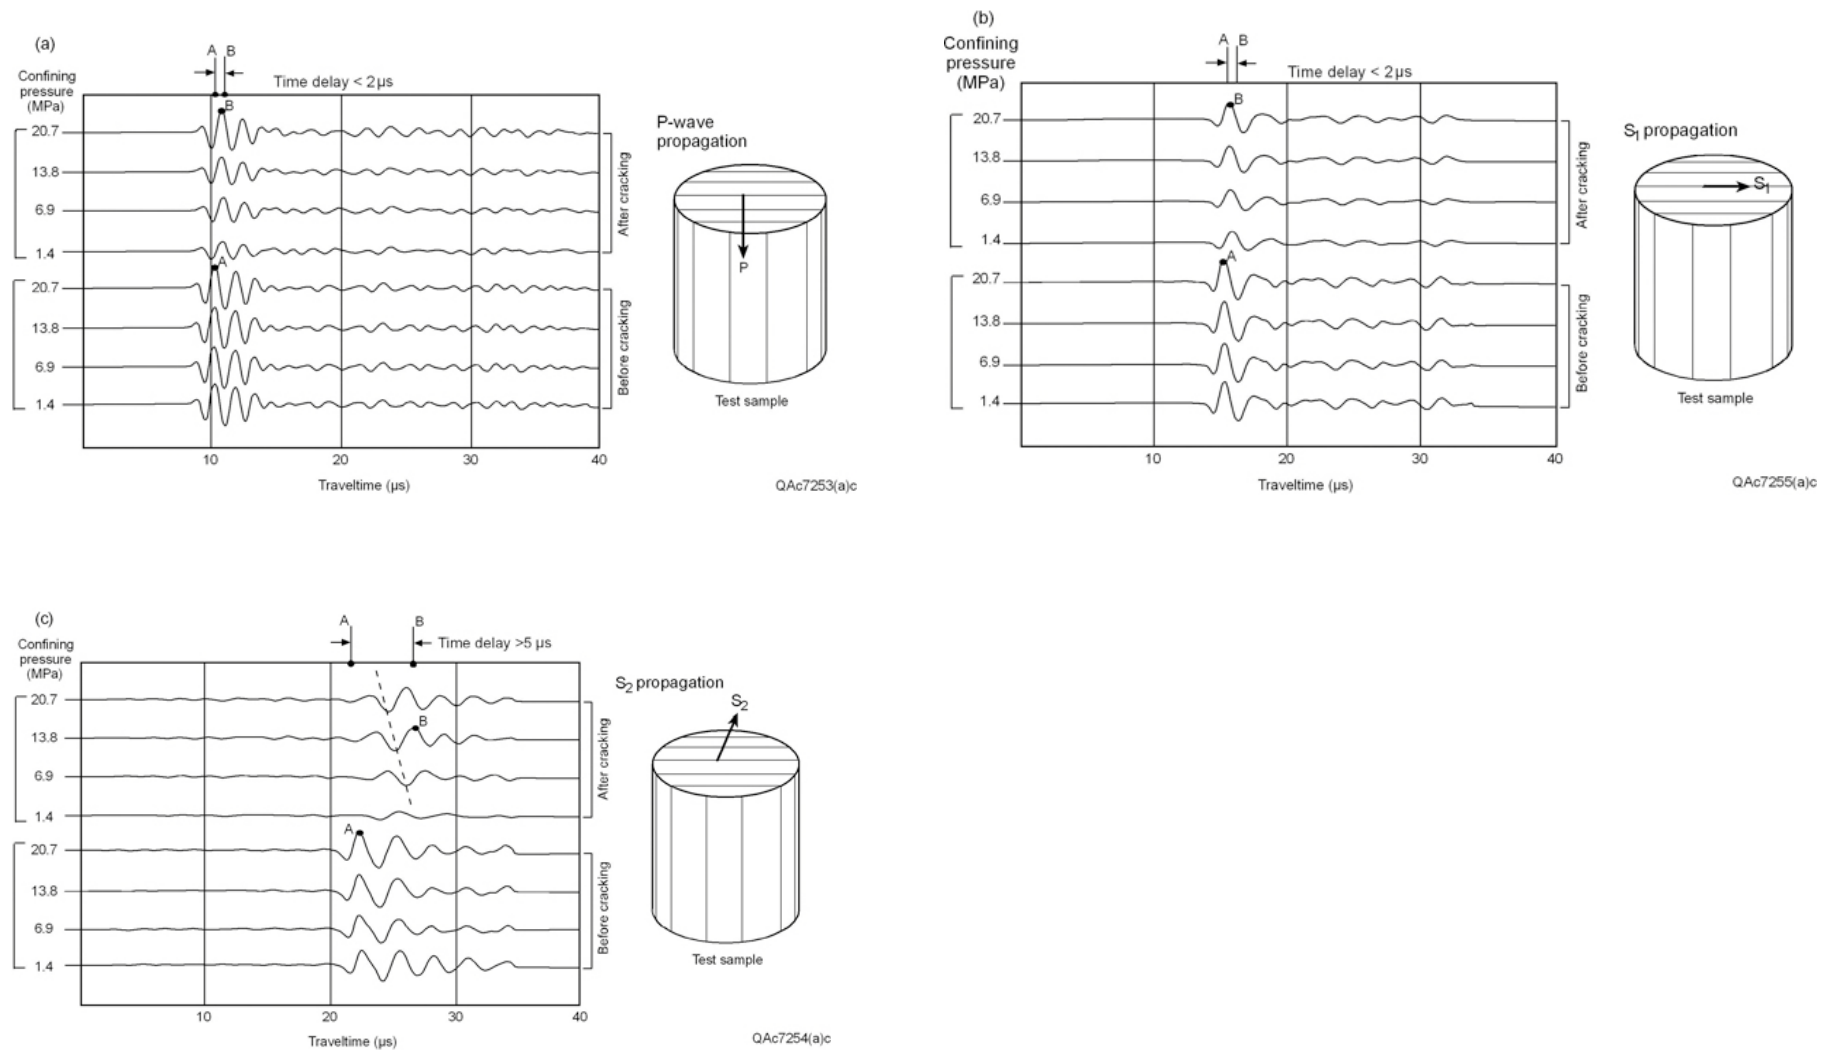 (a)
A B
Confining
pressure
(MPa)
Time delay < 2 µs
B
20.7
13.8
6.9
1.4
After cracking
A
20.7
13.8
6.9
1.4
Before cracking
10 20 30 40
Traveltime (µs)
P-wave
propagation
P
Test sample
QAc7253(a)c
(b)
A B
Confining
pressure
(MPa)
Time delay < 2 µs
B
20.7
13.8
6.9
1.4
After cracking
A
20.7
13.8
6.9
1.4
Before cracking
10 20 30 40
Traveltime (µs)
S1 propagation
S1
Test sample
QAc7255(a)c
(c)
A B
Confining
pressure
(MPa)
Time delay >5 µs
20.7
B
13.8
6.9
1.4
After cracking
A
20.7
13.8
6.9
1.4
Before cracking
10 20 30 40
Traveltime (µs)
S2 propagation
S2
Test sample
QAc7254(a)c